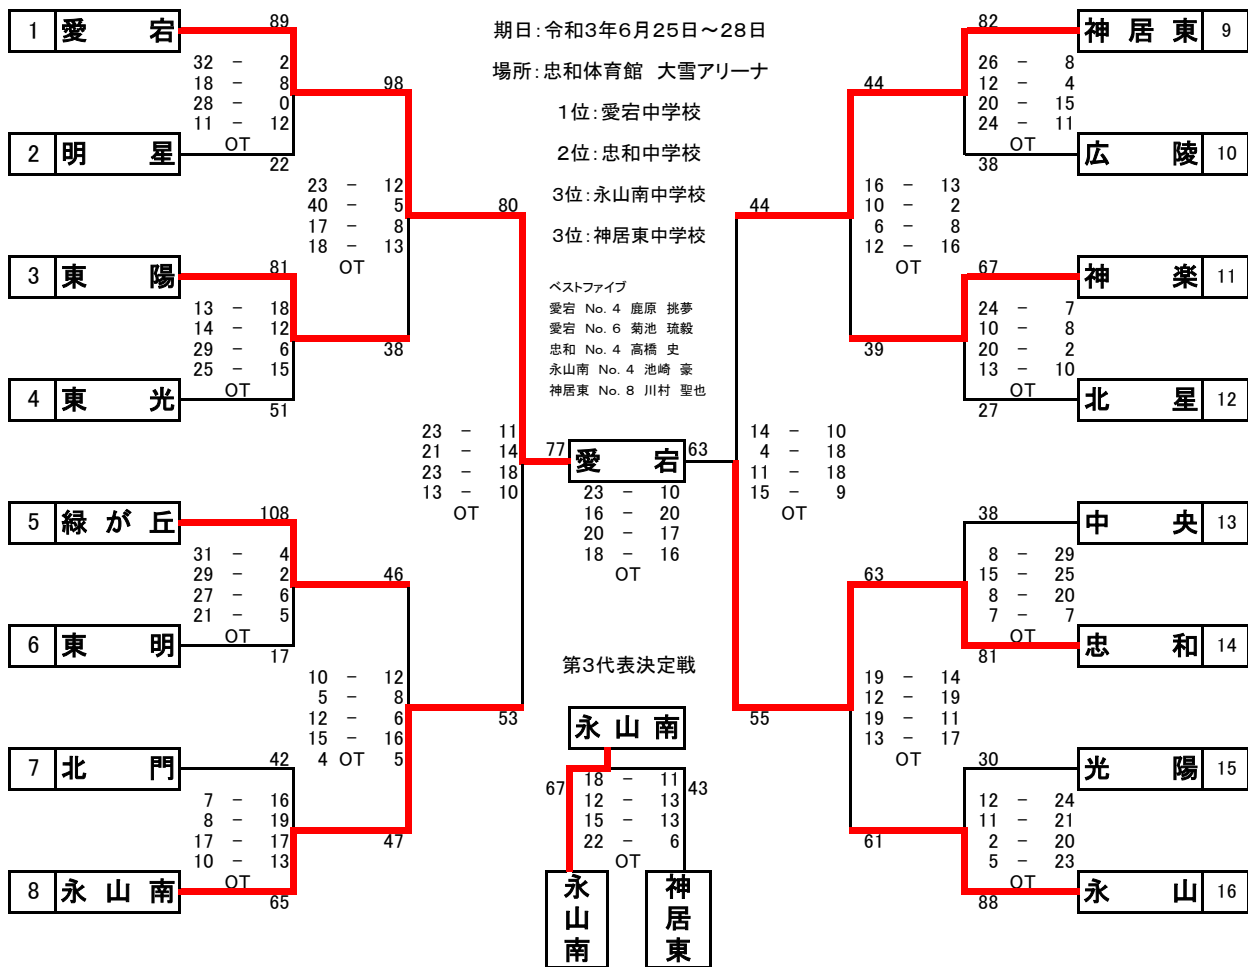 期日：令和3年6月25日～28日
場所：忠和体育館 大雪アリーナ
1位：愛宕中学校
2位：忠和中学校
3位：永山南中学校
3位：神居東中学校
ベストファイブ
愛宕 No. 4 鹿原 挑夢
愛宕 No. 6 菊池 琉毅
忠和 No. 4 高橋 史
永山南 No. 4 池崎 豪
神居東 No. 8 川村 聖也
1 愛宕 89
32 - 2
18 - 8
28 - 0
11 - 12
OT
2 明星 22
98
23 - 12
40 - 5
17 - 8
18 - 13
OT
3 東陽 81
13 - 18
14 - 12
29 - 6
25 - 15
OT
4 東光 51
38
80
23 - 11
21 - 14
23 - 18
13 - 10
OT
5 緑が丘 108
31 - 4
29 - 2
27 - 6
21 - 5
OT
6 東明 17
46
10 - 12
5 - 8
12 - 6
15 - 16
4 OT 5
53
7 北門 42
7 - 16
8 - 19
17 - 17
10 - 13
OT
8 永山南 65
47
77 愛宕 63
23 - 10
16 - 20
20 - 17
18 - 16
OT
第3代表決定戦
永山南
67 43
18 - 11
12 - 13
15 - 13
22 - 6
OT
永山南
神居東
82 神居東 9
26 - 8
12 - 4
20 - 15
24 - 11
OT
38 広陵 10
44
16 - 13
10 - 2
6 - 8
12 - 16
OT
67 神楽 11
24 - 7
10 - 8
20 - 2
13 - 10
OT
27 北星 12
39
44
14 - 10
4 - 18
11 - 18
15 - 9
OT
38 中央 13
8 - 29
15 - 25
8 - 20
7 - 7
OT
81 忠和 14
63
19 - 14
12 - 19
19 - 11
13 - 17
OT
55
30 光陽 15
12 - 24
11 - 21
2 - 20
5 - 23
OT
88 永山 16
61